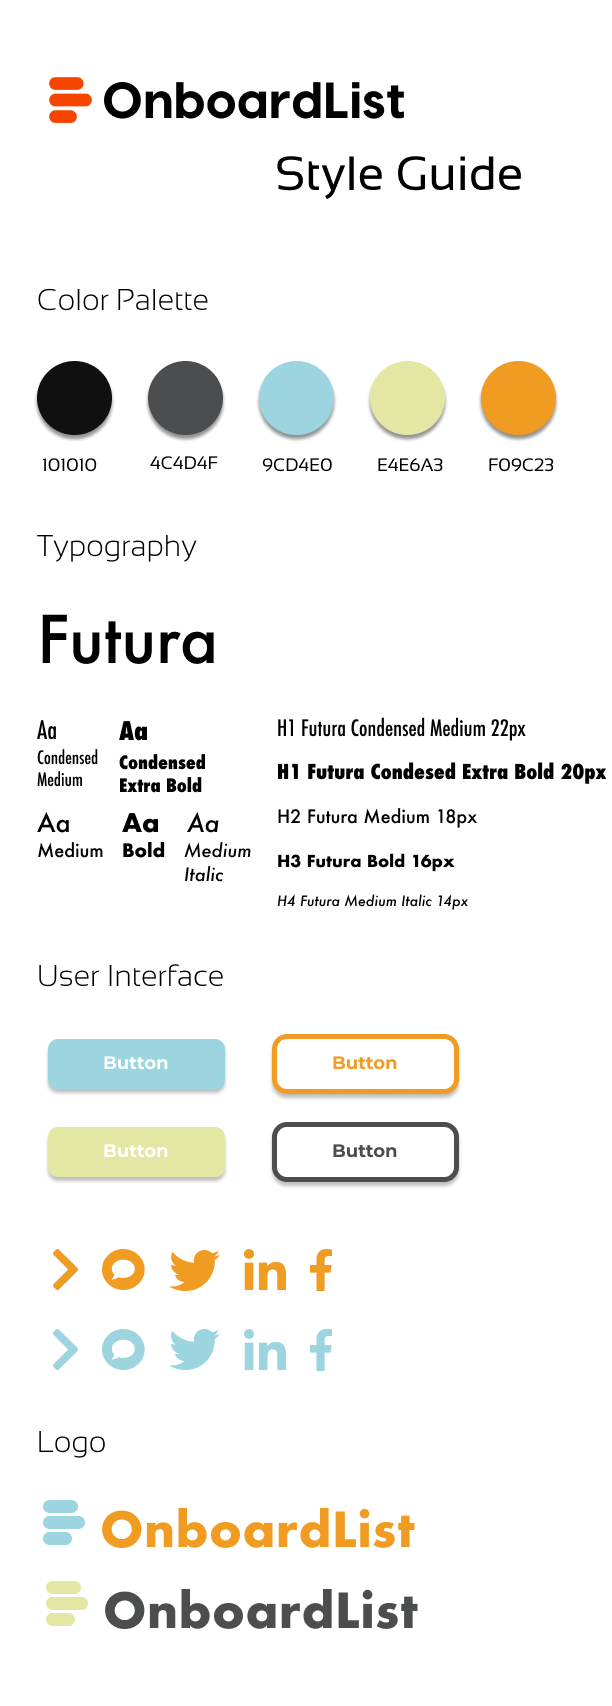 OnboardList
Style Guide
Color Palette
101010
4C4D4F
9CD4E0
E4E6A3
F09C23
Typography
Futura
Aa
Condensed
Medium
Aa
Condensed
Extra Bold
Aa
Medium
Aa
Bold
Aa
Medium
Italic
H1 Futura Condensed Medium 22px
H1 Futura Condesed Extra Bold 20px
H2 Futura Medium 18px
H3 Futura Bold 16px
H4 Futura Medium Italic 14px
User Interface
Button
Button
Button
Button
in
f
in
f
Logo
OnboardList
OnboardList